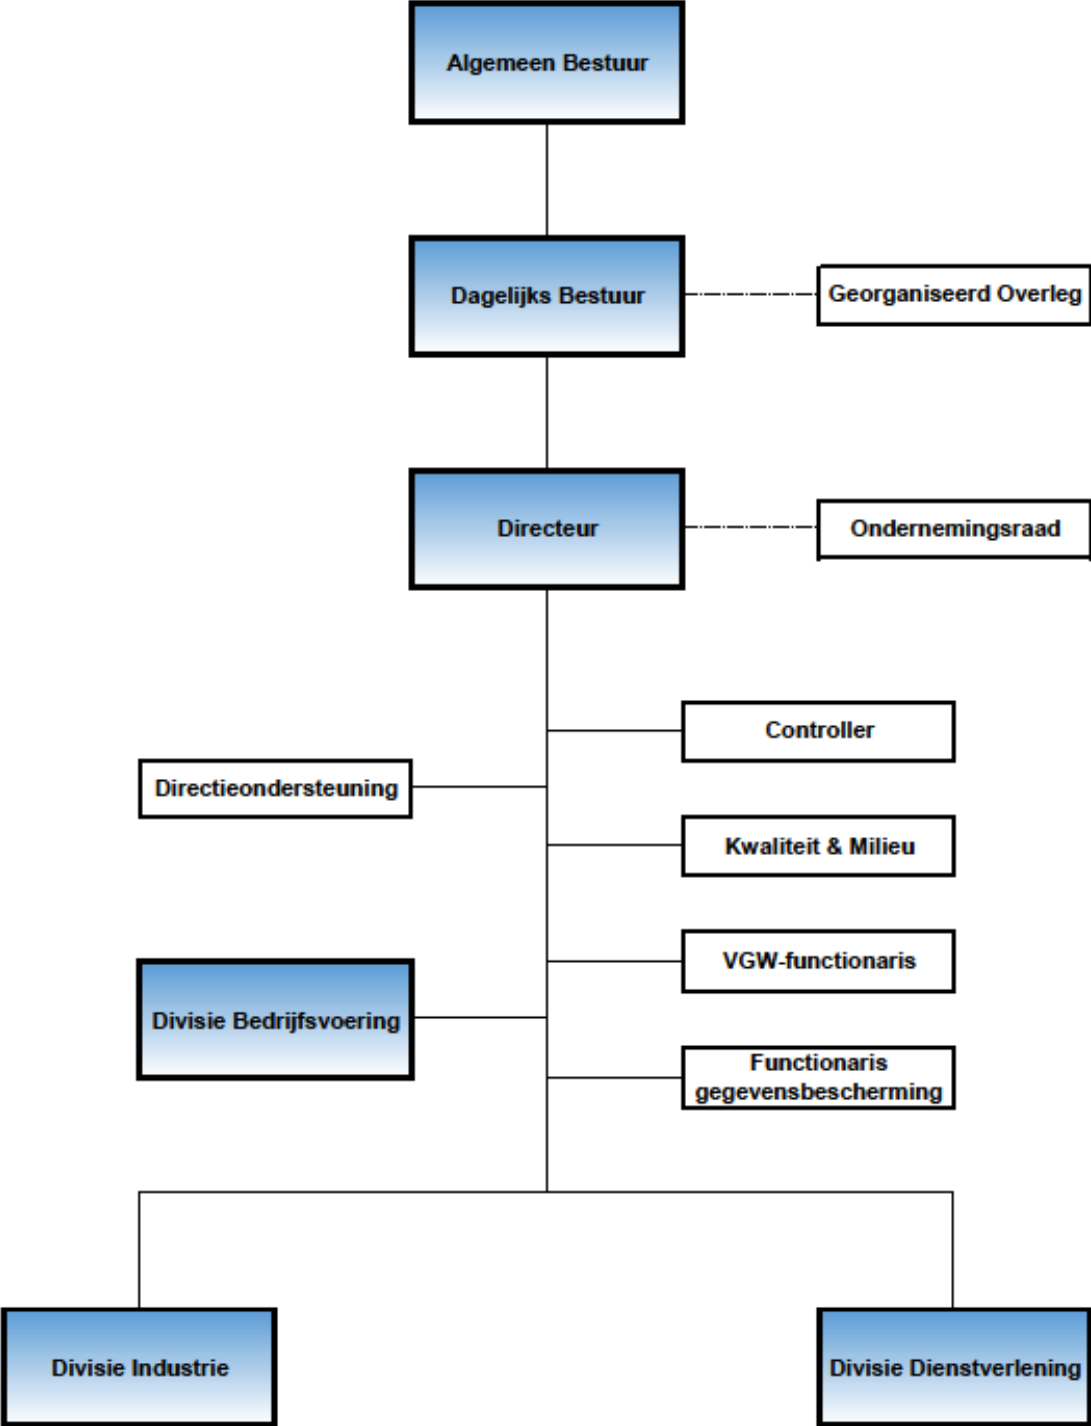 Algemeen Bestuur
Dagelijks Bestuur
Georganiseerd Overleg
Directeur
Ondernemingsraad
Controller
Directieondersteuning
Kwaliteit & Milieu
VGW-functionaris
Divisie Bedrijfsvoering
Functionaris
gegevensbescherming
Divisie Industrie
Divisie Dienstverlening